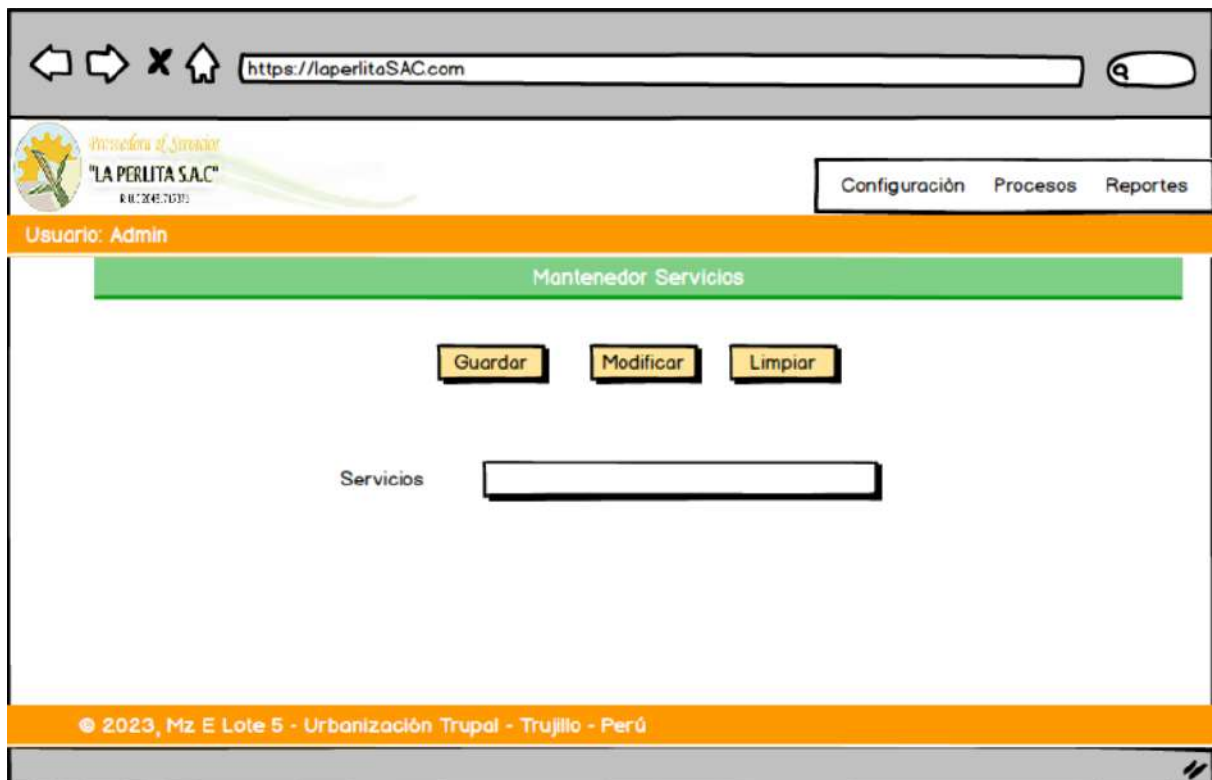 https://laperlitaSAC.com
"LA PERLITA S.A.C"
Configuración Procesos Reportes
Usuario: Admin
Mantenedor Servicios
Guardar Modificar Limpiar
Servicios
© 2023, Mz E Lote 5 - Urbanización Trupal - Trujillo - Perú